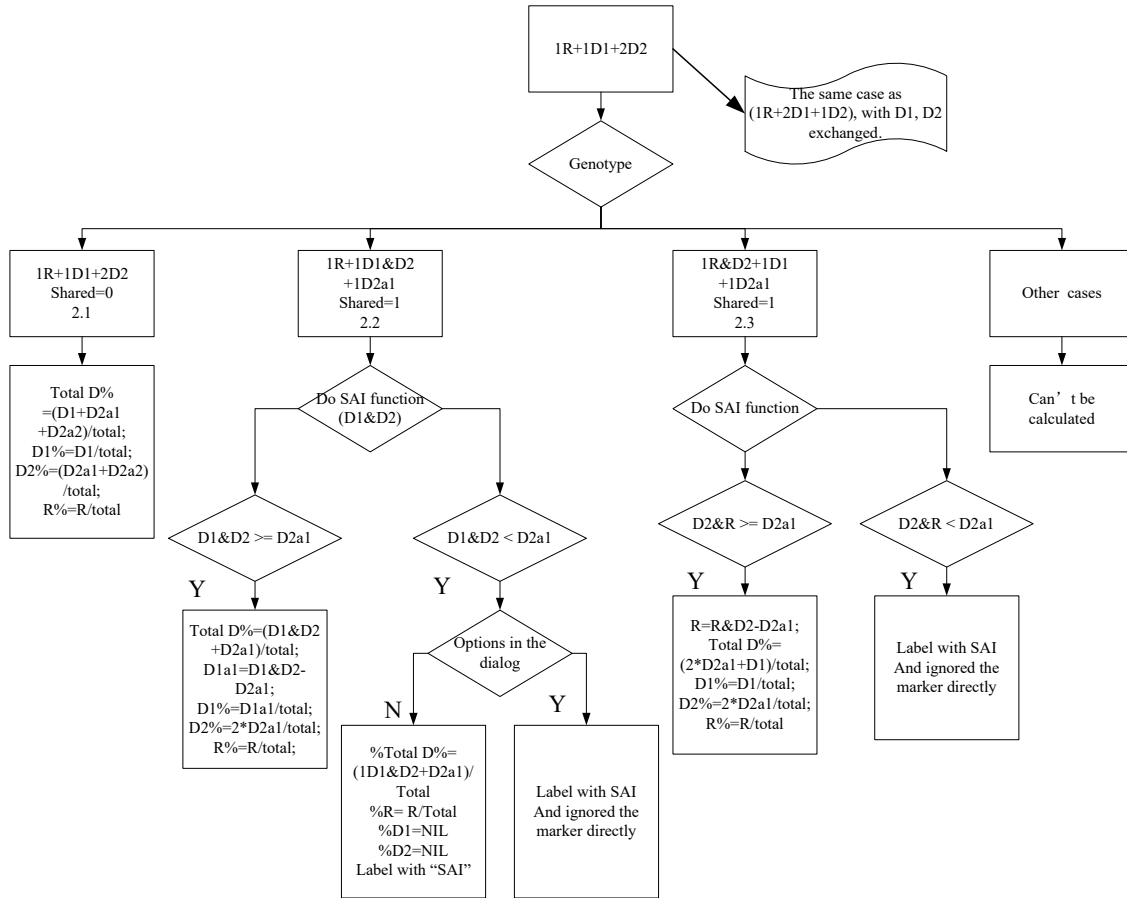 1R+1D1+2D2
The same case as
(1R+2D1+1D2), with D1, D2
exchanged.
Genotype
1R+1D1+2D2
Shared=0
2.1
1R+1D1&D2
+1D2a1
Shared=1
2.2
1R&D2+1D1
+1D2a1
Shared=1
2.3
Other cases
Total D%
=(D1+D2a1
+D2a2)/total;
D1%=D1/total;
D2%=(D2a1+D2a2)
/total;
R%=R/total
Do SAI function
(D1&D2)
Do SAI function
Can’t be
calculated
D1&D2 >= D2a1
D1&D2 < D2a1
D2&R >= D2a1
D2&R < D2a1
Y
Y
Y
Y
Total D%=(D1&D2
+D2a1)/total;
D1a1=D1&D2-
D2a1;
D1%=D1a1/total;
D2%=2*D2a1/total;
R%=R/total;
Options in the
dialog
R=R&D2-D2a1;
Total D%=
(2*D2a1+D1)/total;
D1%=D1/total;
D2%=2*D2a1/total;
R%=R/total
Label with SAI
And ignored the
marker directly
N
Y
%Total D%=
(1D1&D2+D2a1)/
Total
%R= R/Total
%D1=NIL
%D2=NIL
Label with “SAI”
Label with SAI
And ignored the
marker directly